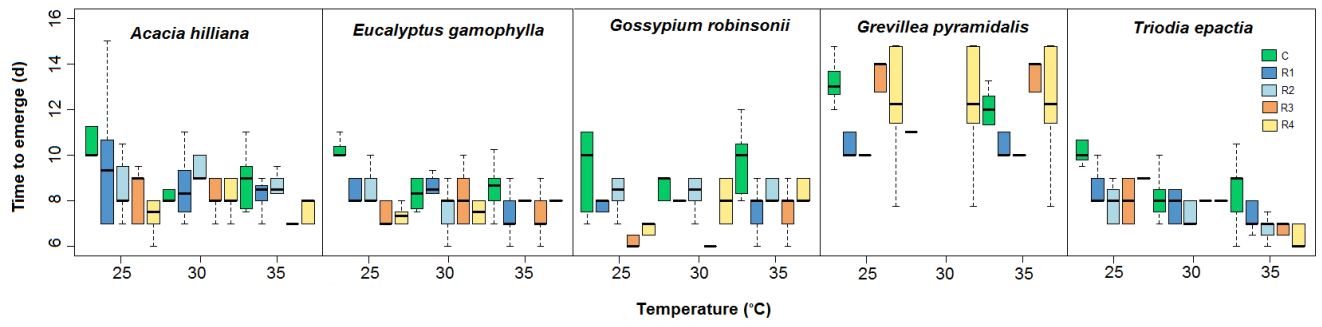 Acacia hilliana Eucalyptus gamophylla Gossypium robinsonii Grevillea pyramidalis Triodia epactia
Time to emerge (d)
16
14
12
10
8
6
C
R1
R2
R3
R4
25 30 35 25 30 35 25 30 35 25 30 35 25 30 35
Temperature (°C)